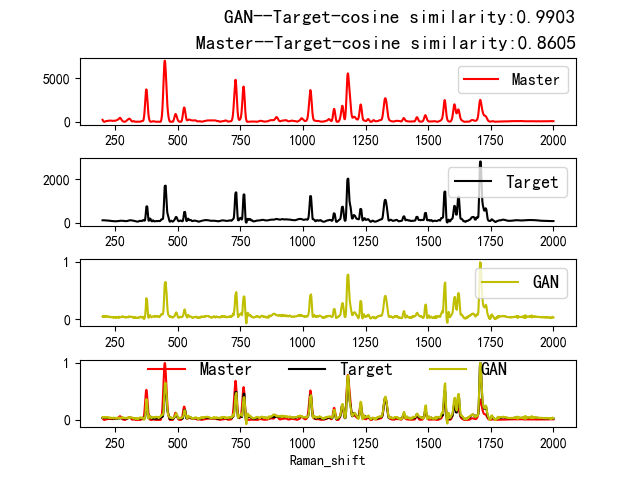 GAN--Target-cosine similarity:0.9903
Master--Target-cosine similarity:0.8605
5000
0
Master
250 500 750 1000 1250 1500 1750 2000
2000
0
Target
250 500 750 1000 1250 1500 1750 2000
1
0
GAN
250 500 750 1000 1250 1500 1750 2000
1
0
Master Target GAN
250 500 750 1000 1250 1500 1750 2000
Raman_shift